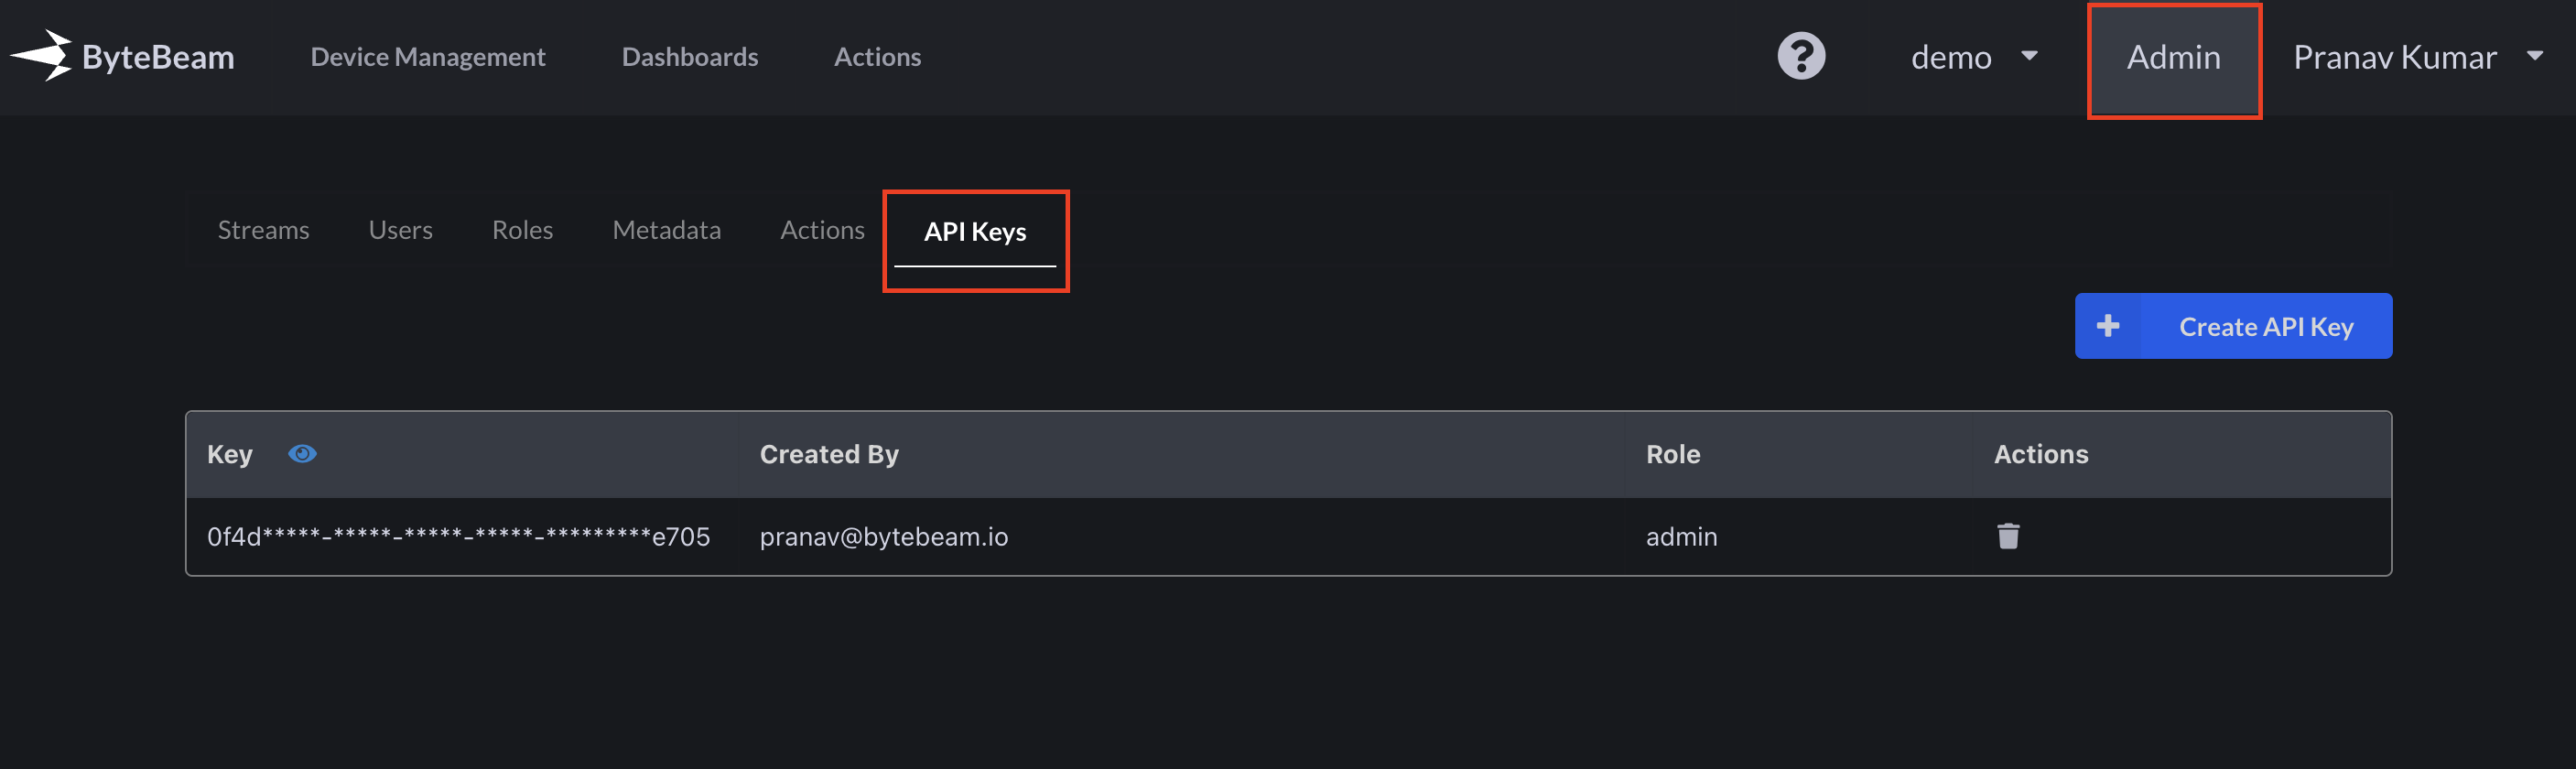 ByteBeam Device Management Dashboards Actions ? demo Admin Pranav Kumar
Streams Users Roles Metadata Actions API Keys
+ Create API Key
Key Created By Role Actions
0f4d*****-*****-*****-*****-*********e705 pranav@bytebeam.io admin